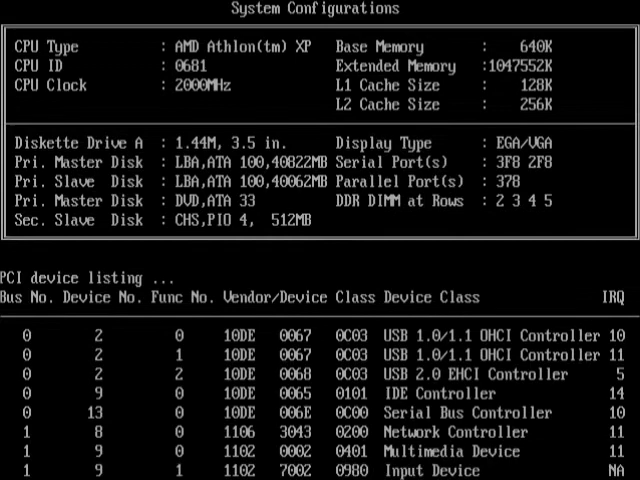 System Configurations
CPU Type : AMD Athlon(tm) XP Base Memory : 640K
CPU ID : 0681 Extended Memory :1047552K
CPU Clock : 2000MHz L1 Cache Size : 128K
L2 Cache Size : 256K
Diskette Drive A : 1.44M, 3.5 in. Display Type : EGA/VGA
Pri. Master Disk : LBA,ATA 100,40822MB Serial Port(s) : 3F8 2F8
Pri. Slave Disk : LBA,ATA 100,40062MB Parallel Port(s) : 378
Pri. Master Disk : DVD,ATA 33 DDR DIMM at Rows : 2 3 4 5
Sec. Slave Disk : CHS,PIO 4, 512MB
PCI device listing ...
Bus No. Device No. Func No. Vendor/Device Class Device Class IRQ
0 2 0 10DE 0067 0C03 USB 1.0/1.1 OHCI Controller 10
0 2 1 10DE 0067 0C03 USB 1.0/1.1 OHCI Controller 11
0 2 2 10DE 0068 0C03 USB 2.0 EHCI Controller 5
0 9 0 10DE 0065 0101 IDE Controller 14
0 13 0 10DE 006E 0C00 Serial Bus Controller 10
1 8 0 1106 3043 0200 Network Controller 11
1 9 0 1102 0002 0401 Multimedia Device 11
1 9 1 1102 7002 0980 Input Device NA